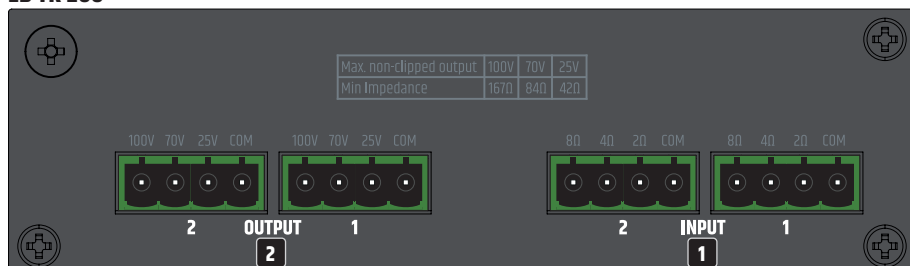 Max. non-clipped output 100V 70V 25V
Min Impedance 167Ω 84Ω 42Ω
100V 70V 25V COM 100V 70V 25V COM 8Ω 4Ω 2Ω COM 8Ω 4Ω 2Ω COM
2 OUTPUT 1 2 INPUT 1
2 1